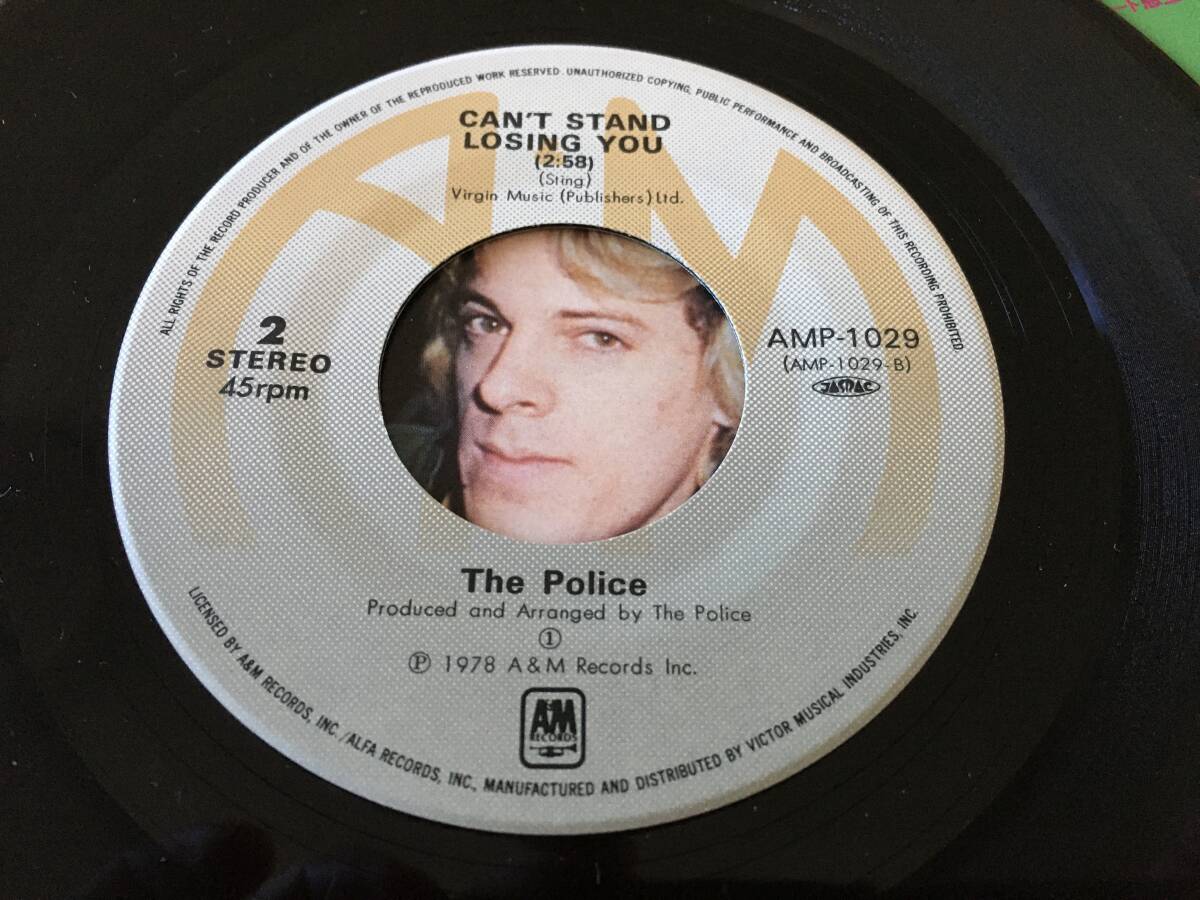 ALL RIGHTS OF THE RECORD PRODUCER AND OF THE OWNER OF THE REPRODUCED WORK RESERVED. UNAUTHORIZED COPYING, PUBLIC PERFORMANCE AND BROADCASTING OF THIS RECORDING PROHIBITED
CAN'T STAND
LOSING YOU
(2:58)
(Sting)
Virgin Music (Publishers) Ltd.
2
STEREO
45rpm
AMP-1029
(AMP-1029-B)
JASRAC
The Police
Produced and Arranged by The Police
①
℗ 1978 A&M Records Inc.
A&M
RECORDS
LICENSED BY A&M RECORDS, INC./ALFA RECORDS, INC., MANUFACTURED AND DISTRIBUTED BY VICTOR MUSICAL INDUSTRIES, INC